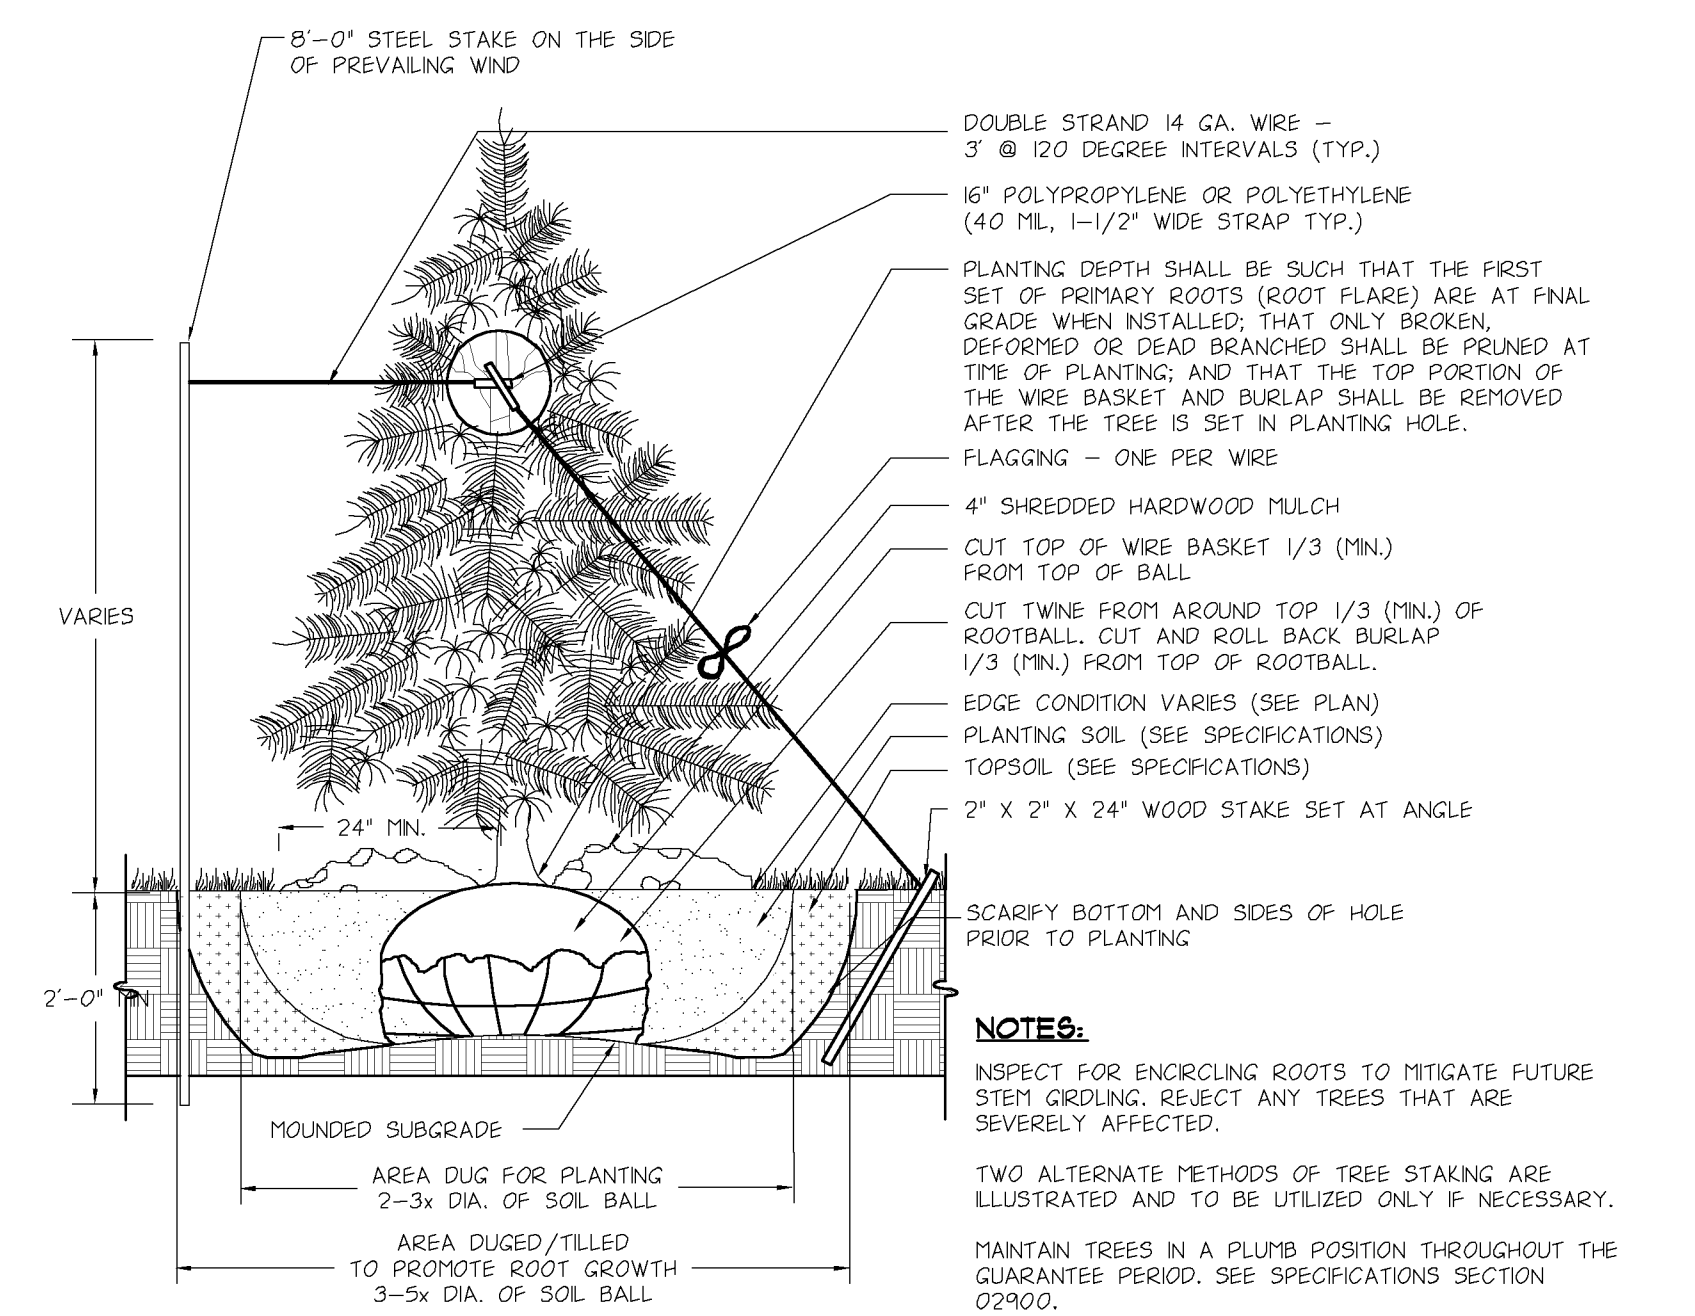 8'-0" STEEL STAKE ON THE SIDE
OF PREVAILING WIND
DOUBLE STRAND 14 GA. WIRE -
3' @ 120 DEGREE INTERVALS (TYP.)
16" POLYPROPYLENE OR POLYETHYLENE
(40 MIL, 1-1/2" WIDE STRAP TYP.)
PLANTING DEPTH SHALL BE SUCH THAT THE FIRST
SET OF PRIMARY ROOTS (ROOT FLARE) ARE AT FINAL
GRADE WHEN INSTALLED; THAT ONLY BROKEN,
DEFORMED OR DEAD BRANCHED SHALL BE PRUNED AT
TIME OF PLANTING; AND THAT THE TOP PORTION OF
THE WIRE BASKET AND BURLAP SHALL BE REMOVED
AFTER THE TREE IS SET IN PLANTING HOLE.
FLAGGING - ONE PER WIRE
4" SHREDDED HARDWOOD MULCH
CUT TOP OF WIRE BASKET 1/3 (MIN.)
FROM TOP OF BALL
CUT TWINE FROM AROUND TOP 1/3 (MIN.) OF
ROOTBALL. CUT AND ROLL BACK BURLAP
1/3 (MIN.) FROM TOP OF ROOTBALL.
EDGE CONDITION VARIES (SEE PLAN)
PLANTING SOIL (SEE SPECIFICATIONS)
TOPSOIL (SEE SPECIFICATIONS)
2" X 2" X 24" WOOD STAKE SET AT ANGLE
SCARIFY BOTTOM AND SIDES OF HOLE
PRIOR TO PLANTING
VARIES
24" MIN.
2'-0" MIN
MOUNDED SUBGRADE
AREA DUG FOR PLANTING
2-3x DIA. OF SOIL BALL
AREA DUGED/TILLED
TO PROMOTE ROOT GROWTH
3-5x DIA. OF SOIL BALL
NOTES:
INSPECT FOR ENCIRCLING ROOTS TO MITIGATE FUTURE
STEM GIRDLING. REJECT ANY TREES THAT ARE
SEVERELY AFFECTED.
TWO ALTERNATE METHODS OF TREE STAKING ARE
ILLUSTRATED AND TO BE UTILIZED ONLY IF NECESSARY.
MAINTAIN TREES IN A PLUMB POSITION THROUGHOUT THE
GUARANTEE PERIOD. SEE SPECIFICATIONS SECTION
02900.